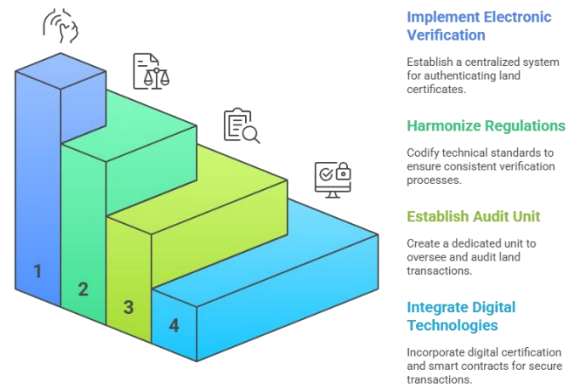 Implement Electronic
Verification
Establish a centralized system
for authenticating land
certificates.
Harmonize Regulations
Codify technical standards to
ensure consistent verification
processes.
Establish Audit Unit
Create a dedicated unit to
oversee and audit land
transactions.
Integrate Digital
Technologies
Incorporate digital certification
and smart contracts for secure
transactions.
1
2
3
4